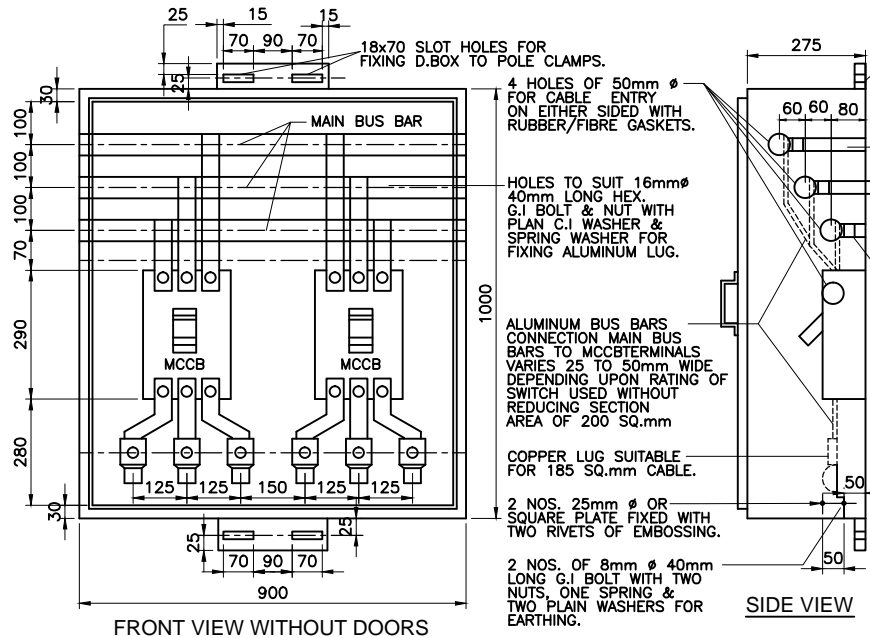 25
15
15
70
90
70
25
18x70 SLOT HOLES FOR
FIXING D.BOX TO POLE CLAMPS.
30
100
100
100
70
290
280
30
MAIN BUS BAR
MCCB
MCCB
1000
125
125
150
125
125
25
25
70
90
70
900
FRONT VIEW WITHOUT DOORS
4 HOLES OF 50mm ø
FOR CABLE ENTRY
ON EITHER SIDED WITH
RUBBER/FIBRE GASKETS.
HOLES TO SUIT 16mmø
40mm LONG HEX.
G.I BOLT & NUT WITH
PLAN C.I WASHER &
SPRING WASHER FOR
FIXING ALUMINUM LUG.
ALUMINUM BUS BARS
CONNECTION MAIN BUS
BARS TO MCCBTERMINALS
VARIES 25 TO 50mm WIDE
DEPENDING UPON RATING OF
SWITCH USED WITHOUT
REDUCING SECTION
AREA OF 200 SQ.mm
COPPER LUG SUITABLE
FOR 185 SQ.mm CABLE.
2 NOS. 25mm ø OR
SQUARE PLATE FIXED WITH
TWO RIVETS OF EMBOSSING.
2 NOS. OF 8mm ø 40mm
LONG G.I BOLT WITH TWO
NUTS, ONE SPRING &
TWO PLAIN WASHERS FOR
EARTHING.
275
60
60
80
50
50
SIDE VIEW